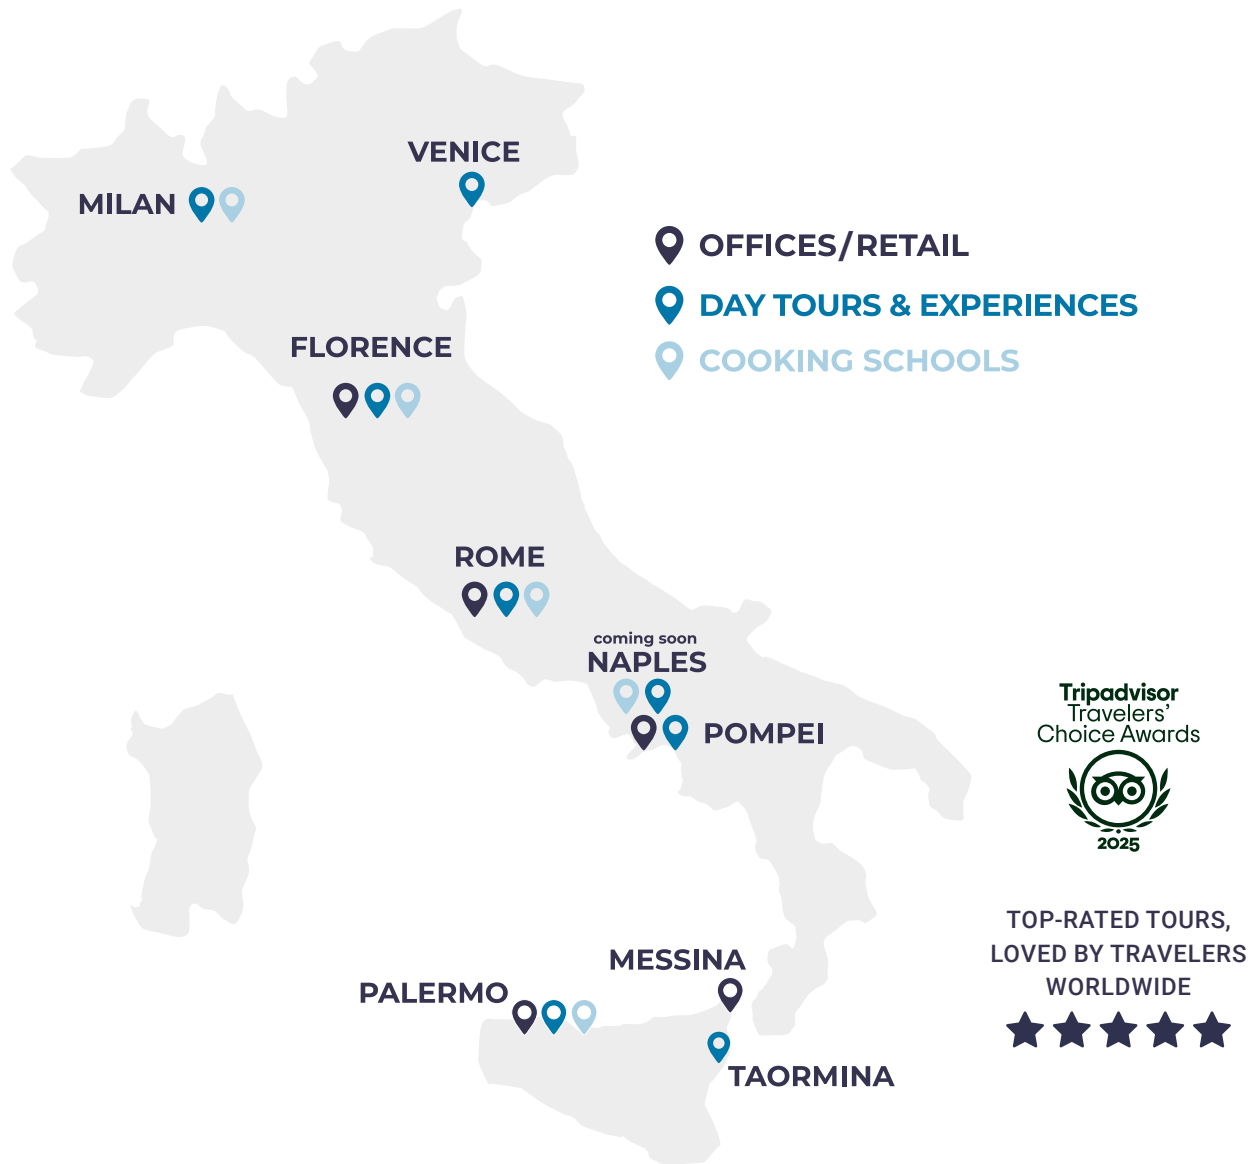 VENICE
MILAN
OFFICES/RETAIL
DAY TOURS & EXPERIENCES
FLORENCE
COOKING SCHOOLS
ROME
coming soon
NAPLES
POMPEI
Tripadvisor
Travelers'
Choice Awards
2025
TOP-RATED TOURS,
LOVED BY TRAVELERS
WORLDWIDE
MESSINA
PALERMO
TAORMINA